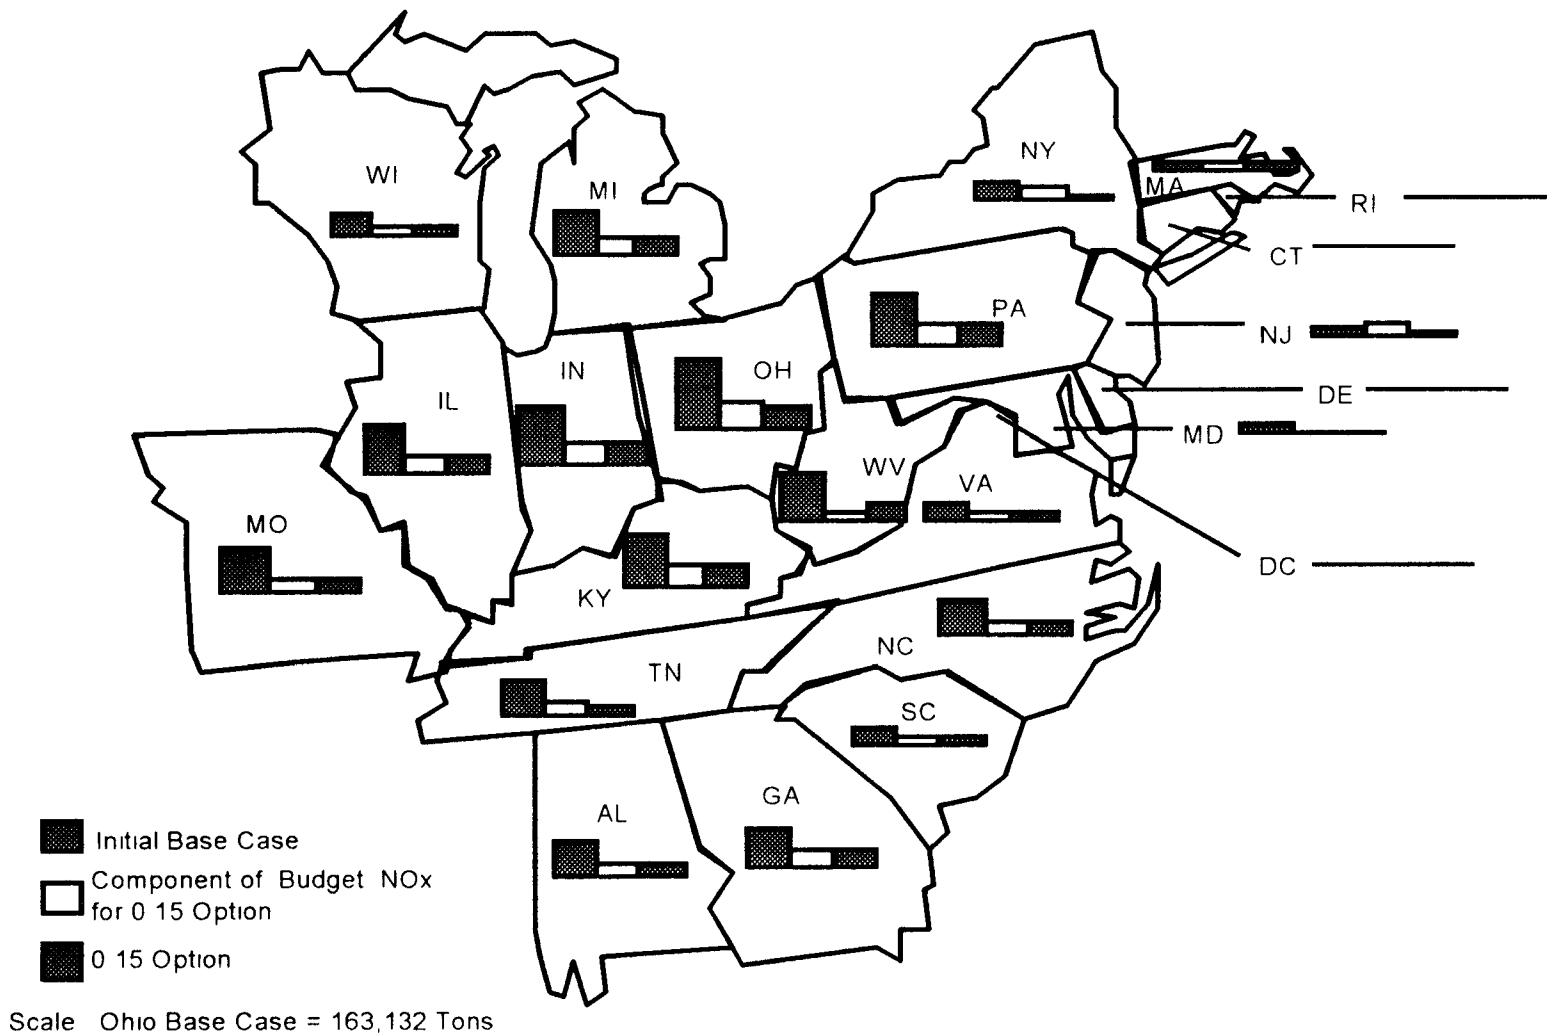 WI
MI
NY
MA
RI
CT
PA
NJ
IN
OH
DE
IL
MD
WV
VA
MO
DC
KY
NC
TN
SC
GA
AL
Initial Base Case
Component of Budget NOx
for 0 15 Option
0 15 Option
Scale Ohio Base Case = 163,132 Tons